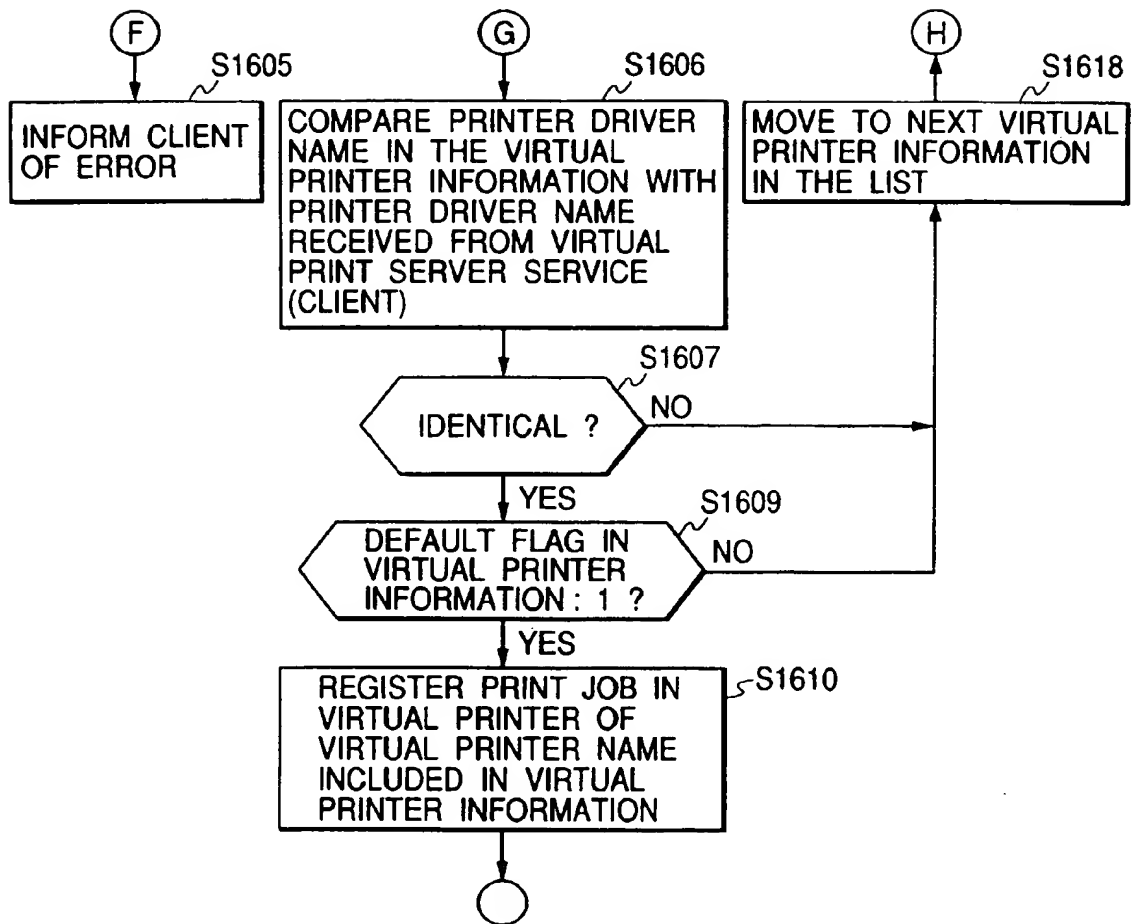 F
G
H
S1605
S1606
S1618
INFORM CLIENT
OF ERROR
COMPARE PRINTER DRIVER
NAME IN THE VIRTUAL
PRINTER INFORMATION WITH
PRINTER DRIVER NAME
RECEIVED FROM VIRTUAL
PRINT SERVER SERVICE
(CLIENT)
MOVE TO NEXT VIRTUAL
PRINTER INFORMATION
IN THE LIST
S1607
IDENTICAL ?
NO
YES
S1609
DEFAULT FLAG IN
VIRTUAL PRINTER
INFORMATION : 1 ?
NO
YES
S1610
REGISTER PRINT JOB IN
VIRTUAL PRINTER OF
VIRTUAL PRINTER NAME
INCLUDED IN VIRTUAL
PRINTER INFORMATION